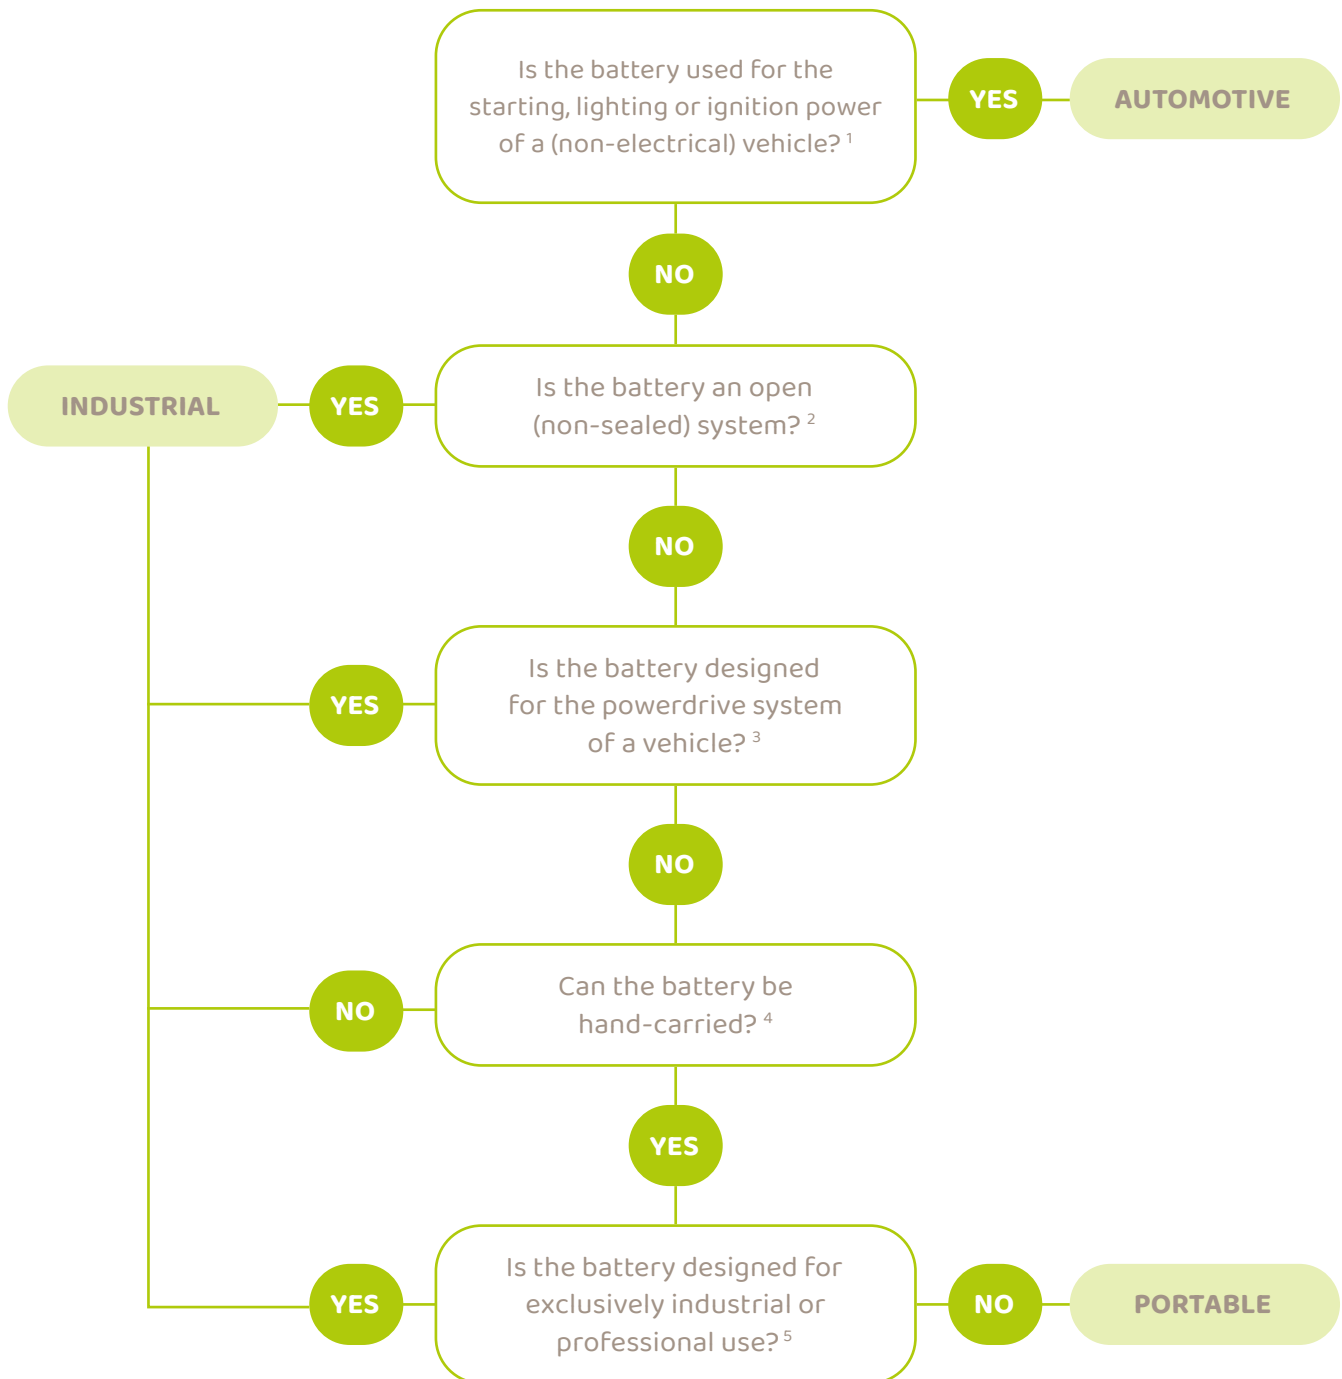 Is the battery used for the
starting, lighting or ignition power
of a (non-electrical) vehicle? 1
YES
AUTOMOTIVE
NO
INDUSTRIAL
YES
Is the battery an open
(non-sealed) system? 2
NO
YES
Is the battery designed
for the powerdrive system
of a vehicle? 3
NO
NO
Can the battery be
hand-carried? 4
YES
YES
Is the battery designed for
exclusively industrial or
professional use? 5
NO
PORTABLE